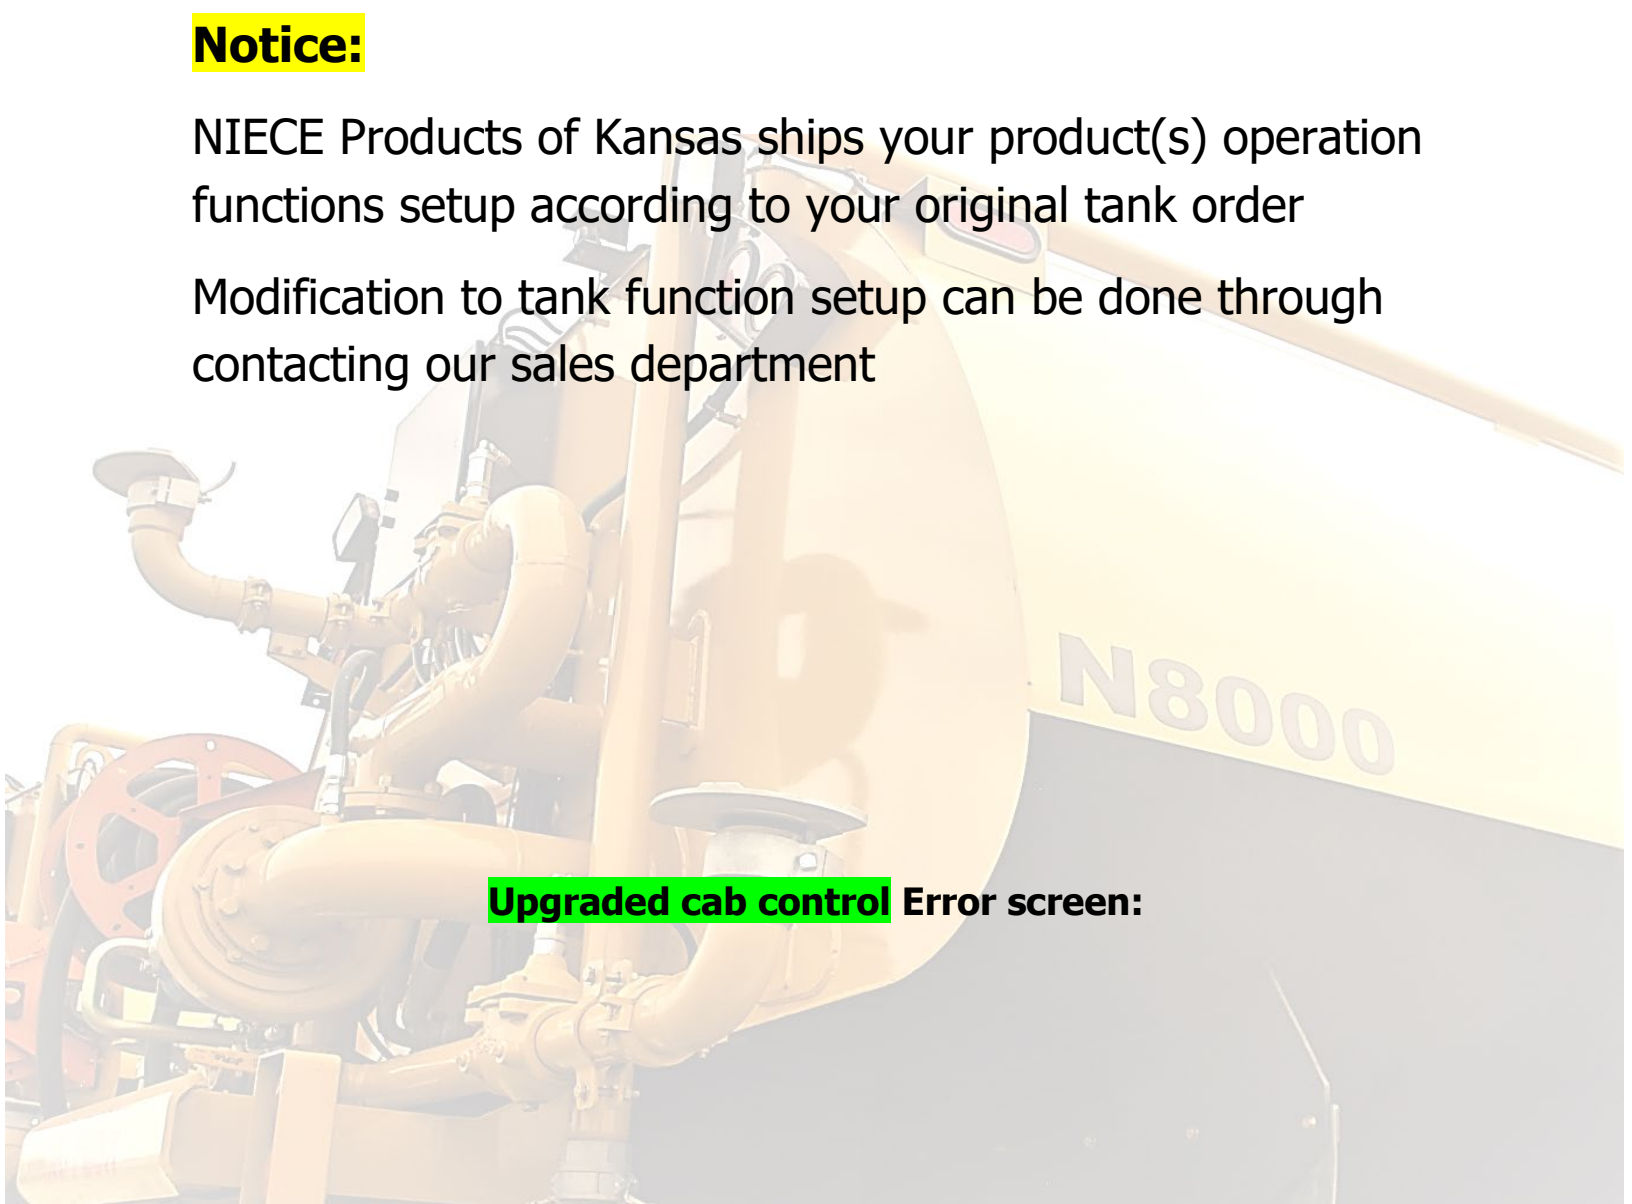 Notice:
NIECE Products of Kansas ships your product(s) operation
functions setup according to your original tank order
Modification to tank function setup can be done through
contacting our sales department
N8000
Upgraded cab control Error screen: